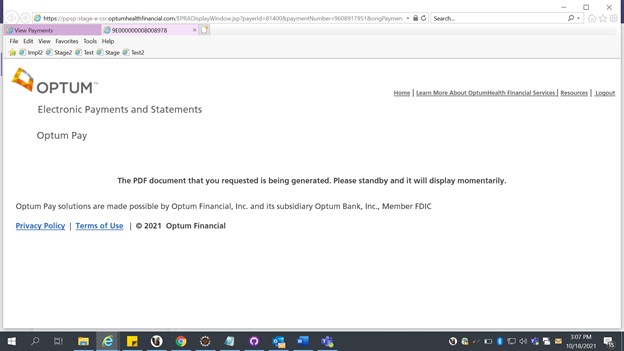 https://ppsp-stage-e-csr.optumhealthfinancial.com/EPRADisplayWindow.jsp?payerId=81400&paymentNumber=9608917951&origPaymen
Search...
View Payments
9E000000008008978
File Edit View Favorites Tools Help
Impl2 Stage2 Test Stage Test2
OPTUM™
Home | Learn More About OptumHealth Financial Services | Resources | Logout
Electronic Payments and Statements
Optum Pay
The PDF document that you requested is being generated. Please standby and it will display momentarily.
Optum Pay solutions are made possible by Optum Financial, Inc. and its subsidiary Optum Bank, Inc., Member FDIC
Privacy Policy | Terms of Use | © 2021 Optum Financial
3:07 PM
10/18/2021